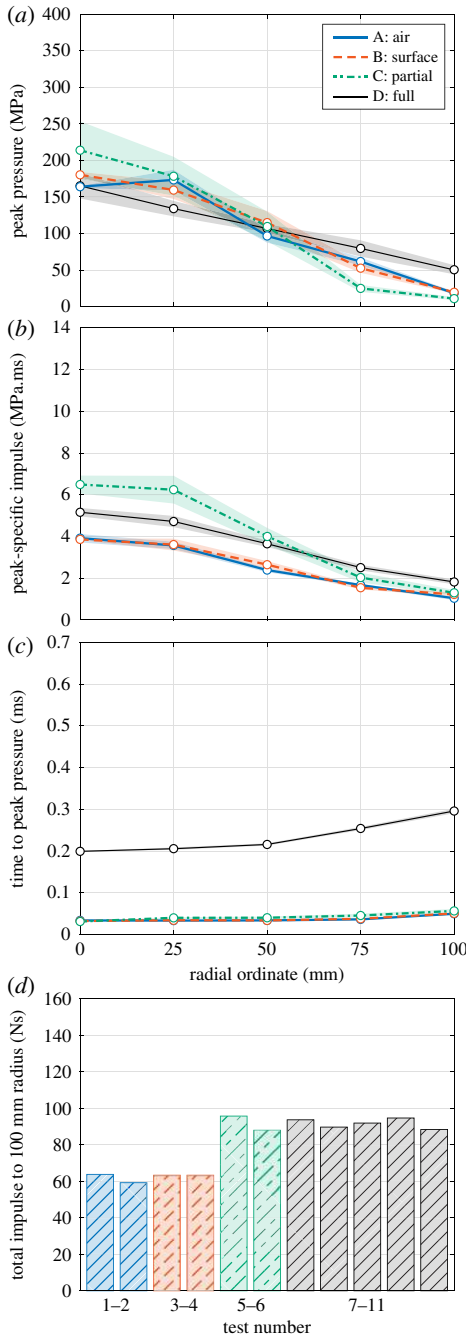 (a)
400
350
300
250
200
150
100
50
0
peak pressure (MPa)
A: air
B: surface
C: partial
D: full
(b)
14
12
10
8
6
4
2
0
peak-specific impulse (MPa.ms)
(c)
0.7
0.6
0.5
0.4
0.3
0.2
0.1
0
time to peak pressure (ms)
0 25 50 75 100
radial ordinate (mm)
(d)
160
140
120
100
80
60
40
20
0
total impulse to 100 mm radius (Ns)
1–2 3–4 5–6 7–11
test number